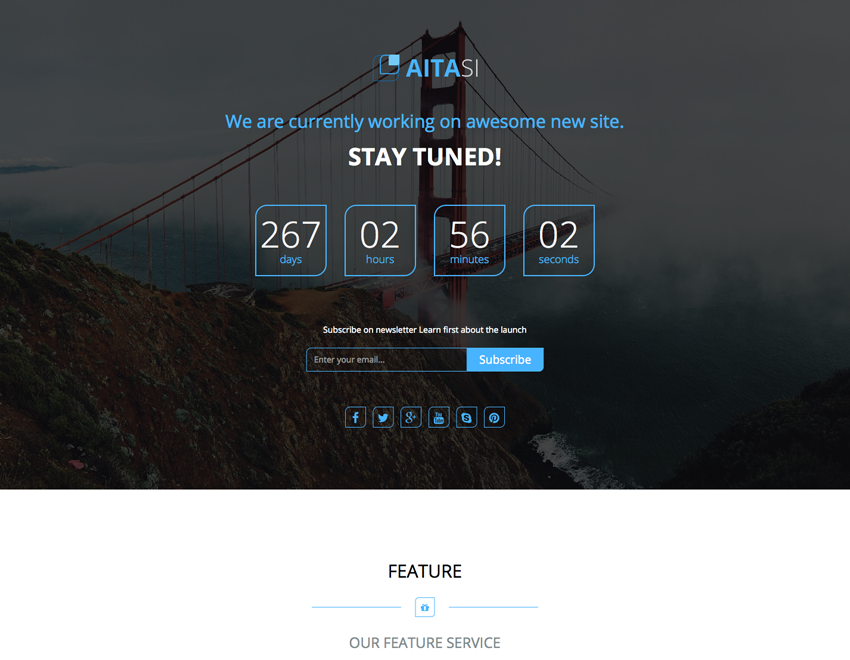 AITASI
We are currently working on awesome new site.
STAY TUNED!
267 02 56 02
days hours minutes seconds
Subscribe on newsletter Learn first about the launch
Enter your email... Subscribe
FEATURE
OUR FEATURE SERVICE